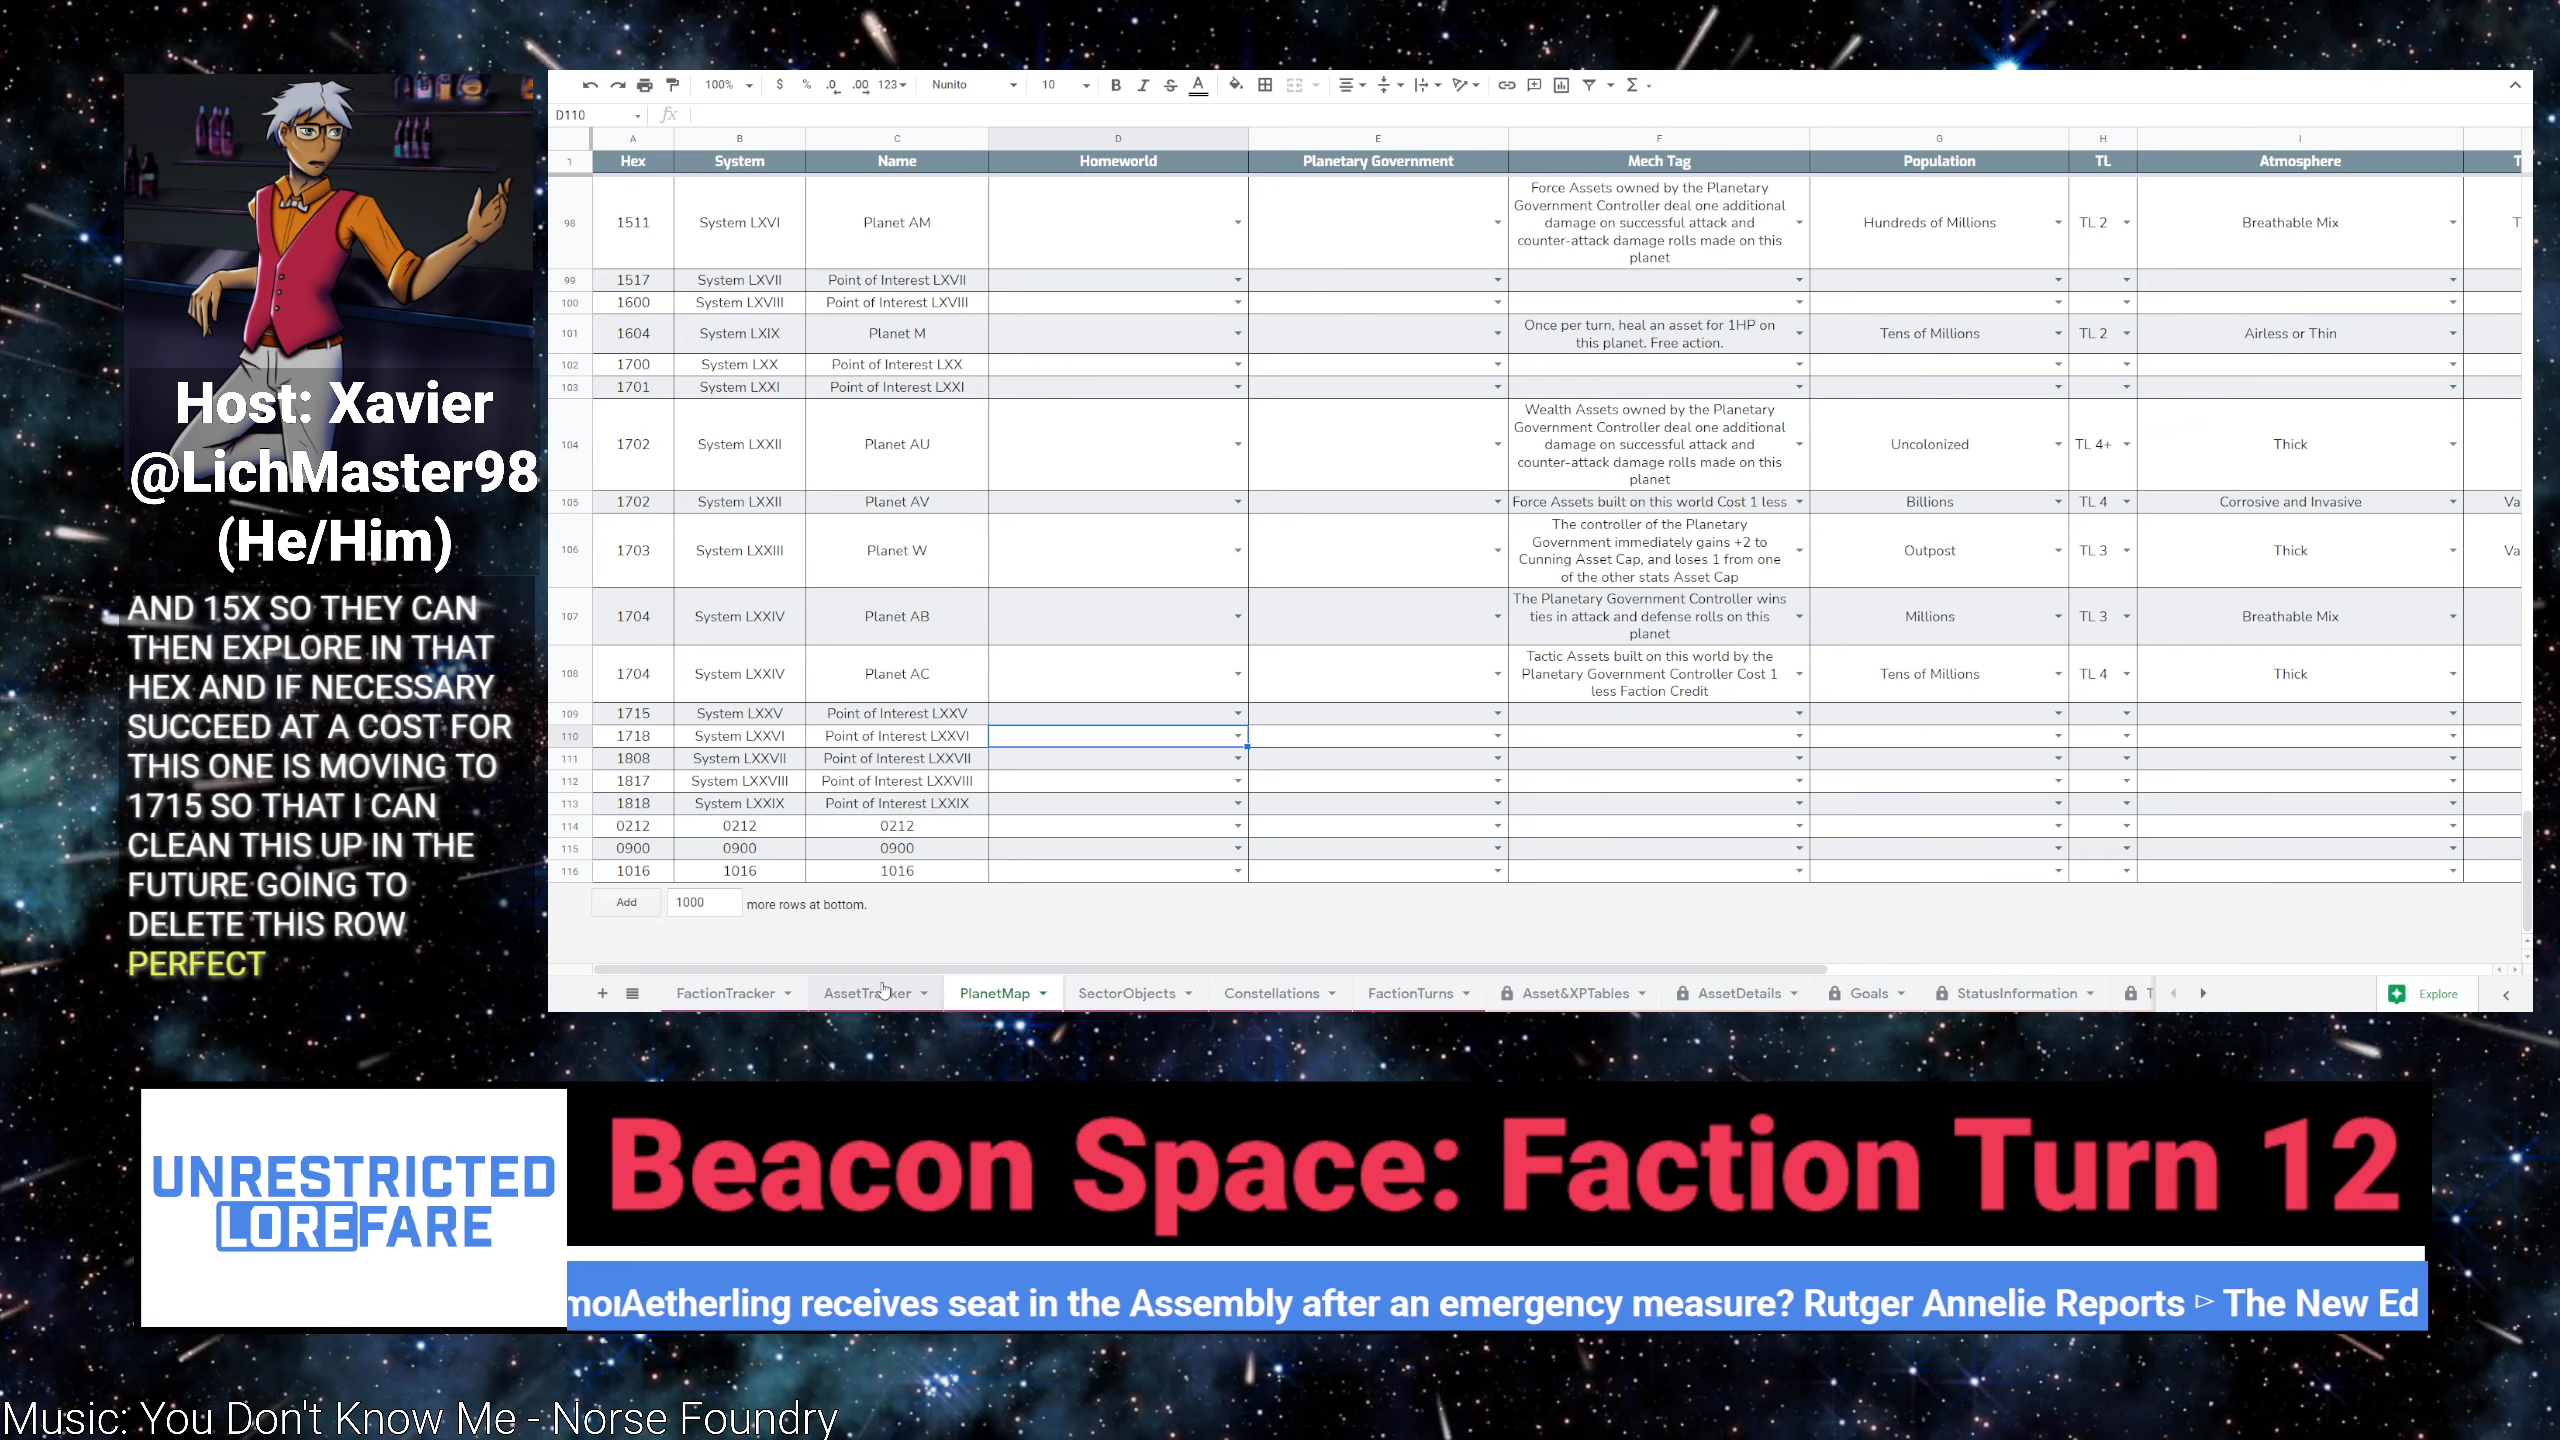 100%
$
%
.0
.00
123
Nunito
10
B
I
S
A
Σ
D110
fx
A B C D E F G H I
1 Hex System Name Homeworld Planetary Government Mech Tag Population TL Atmosphere T
98 1511 System LXVI Planet AM Force Assets owned by the Planetary Government Controller deal one additional damage on successful attack and counter-attack damage rolls made on this planet Hundreds of Millions TL 2 Breathable Mix T
99 1517 System LXVII Point of Interest LXVII
100 1600 System LXVIII Point of Interest LXVIII
101 1604 System LXIX Planet M Once per turn, heal an asset for 1HP on this planet. Free action. Tens of Millions TL 2 Airless or Thin
102 1700 System LXX Point of Interest LXX
103 1701 System LXXI Point of Interest LXXI
104 1702 System LXXII Planet AU Wealth Assets owned by the Planetary Government Controller deal one additional damage on successful attack and counter-attack damage rolls made on this planet Uncolonized TL 4+ Thick
105 1702 System LXXII Planet AV Force Assets built on this world Cost 1 less Billions TL 4 Corrosive and Invasive Va
106 1703 System LXXIII Planet W The controller of the Planetary Government immediately gains +2 to Cunning Asset Cap, and loses 1 from one of the other stats Asset Cap Outpost TL 3 Thick Va
107 1704 System LXXIV Planet AB The Planetary Government Controller wins ties in attack and defense rolls on this planet Millions TL 3 Breathable Mix
108 1704 System LXXIV Planet AC Tactic Assets built on this world by the Planetary Government Controller Cost 1 less Faction Credit Tens of Millions TL 4 Thick
109 1715 System LXXV Point of Interest LXXV
110 1718 System LXXVI Point of Interest LXXVI
111 1808 System LXXVII Point of Interest LXXVII
112 1817 System LXXVIII Point of Interest LXXVIII
113 1818 System LXXIX Point of Interest LXXIX
114 0212 0212 0212
115 0900 0900 0900
116 1016 1016 1016
Add 1000 more rows at bottom.
FactionTracker AssetTracker PlanetMap SectorObjects Constellations FactionTurns Asset&XPTables AssetDetails Goals StatusInformation T Explore
Host: Xavier
@LichMaster98
(He/Him)
AND 15X SO THEY CAN
THEN EXPLORE IN THAT
HEX AND IF NECESSARY
SUCCEED AT A COST FOR
THIS ONE IS MOVING TO
1715 SO THAT I CAN
CLEAN THIS UP IN THE
FUTURE GOING TO
DELETE THIS ROW
PERFECT
UNRESTRICTED
LOREFARE
Beacon Space: Faction Turn 12
Aetherling receives seat in the Assembly after an emergency measure? Rutger Annelie Reports ▻ The New Ed
Music: You Don't Know Me - Norse Foundry